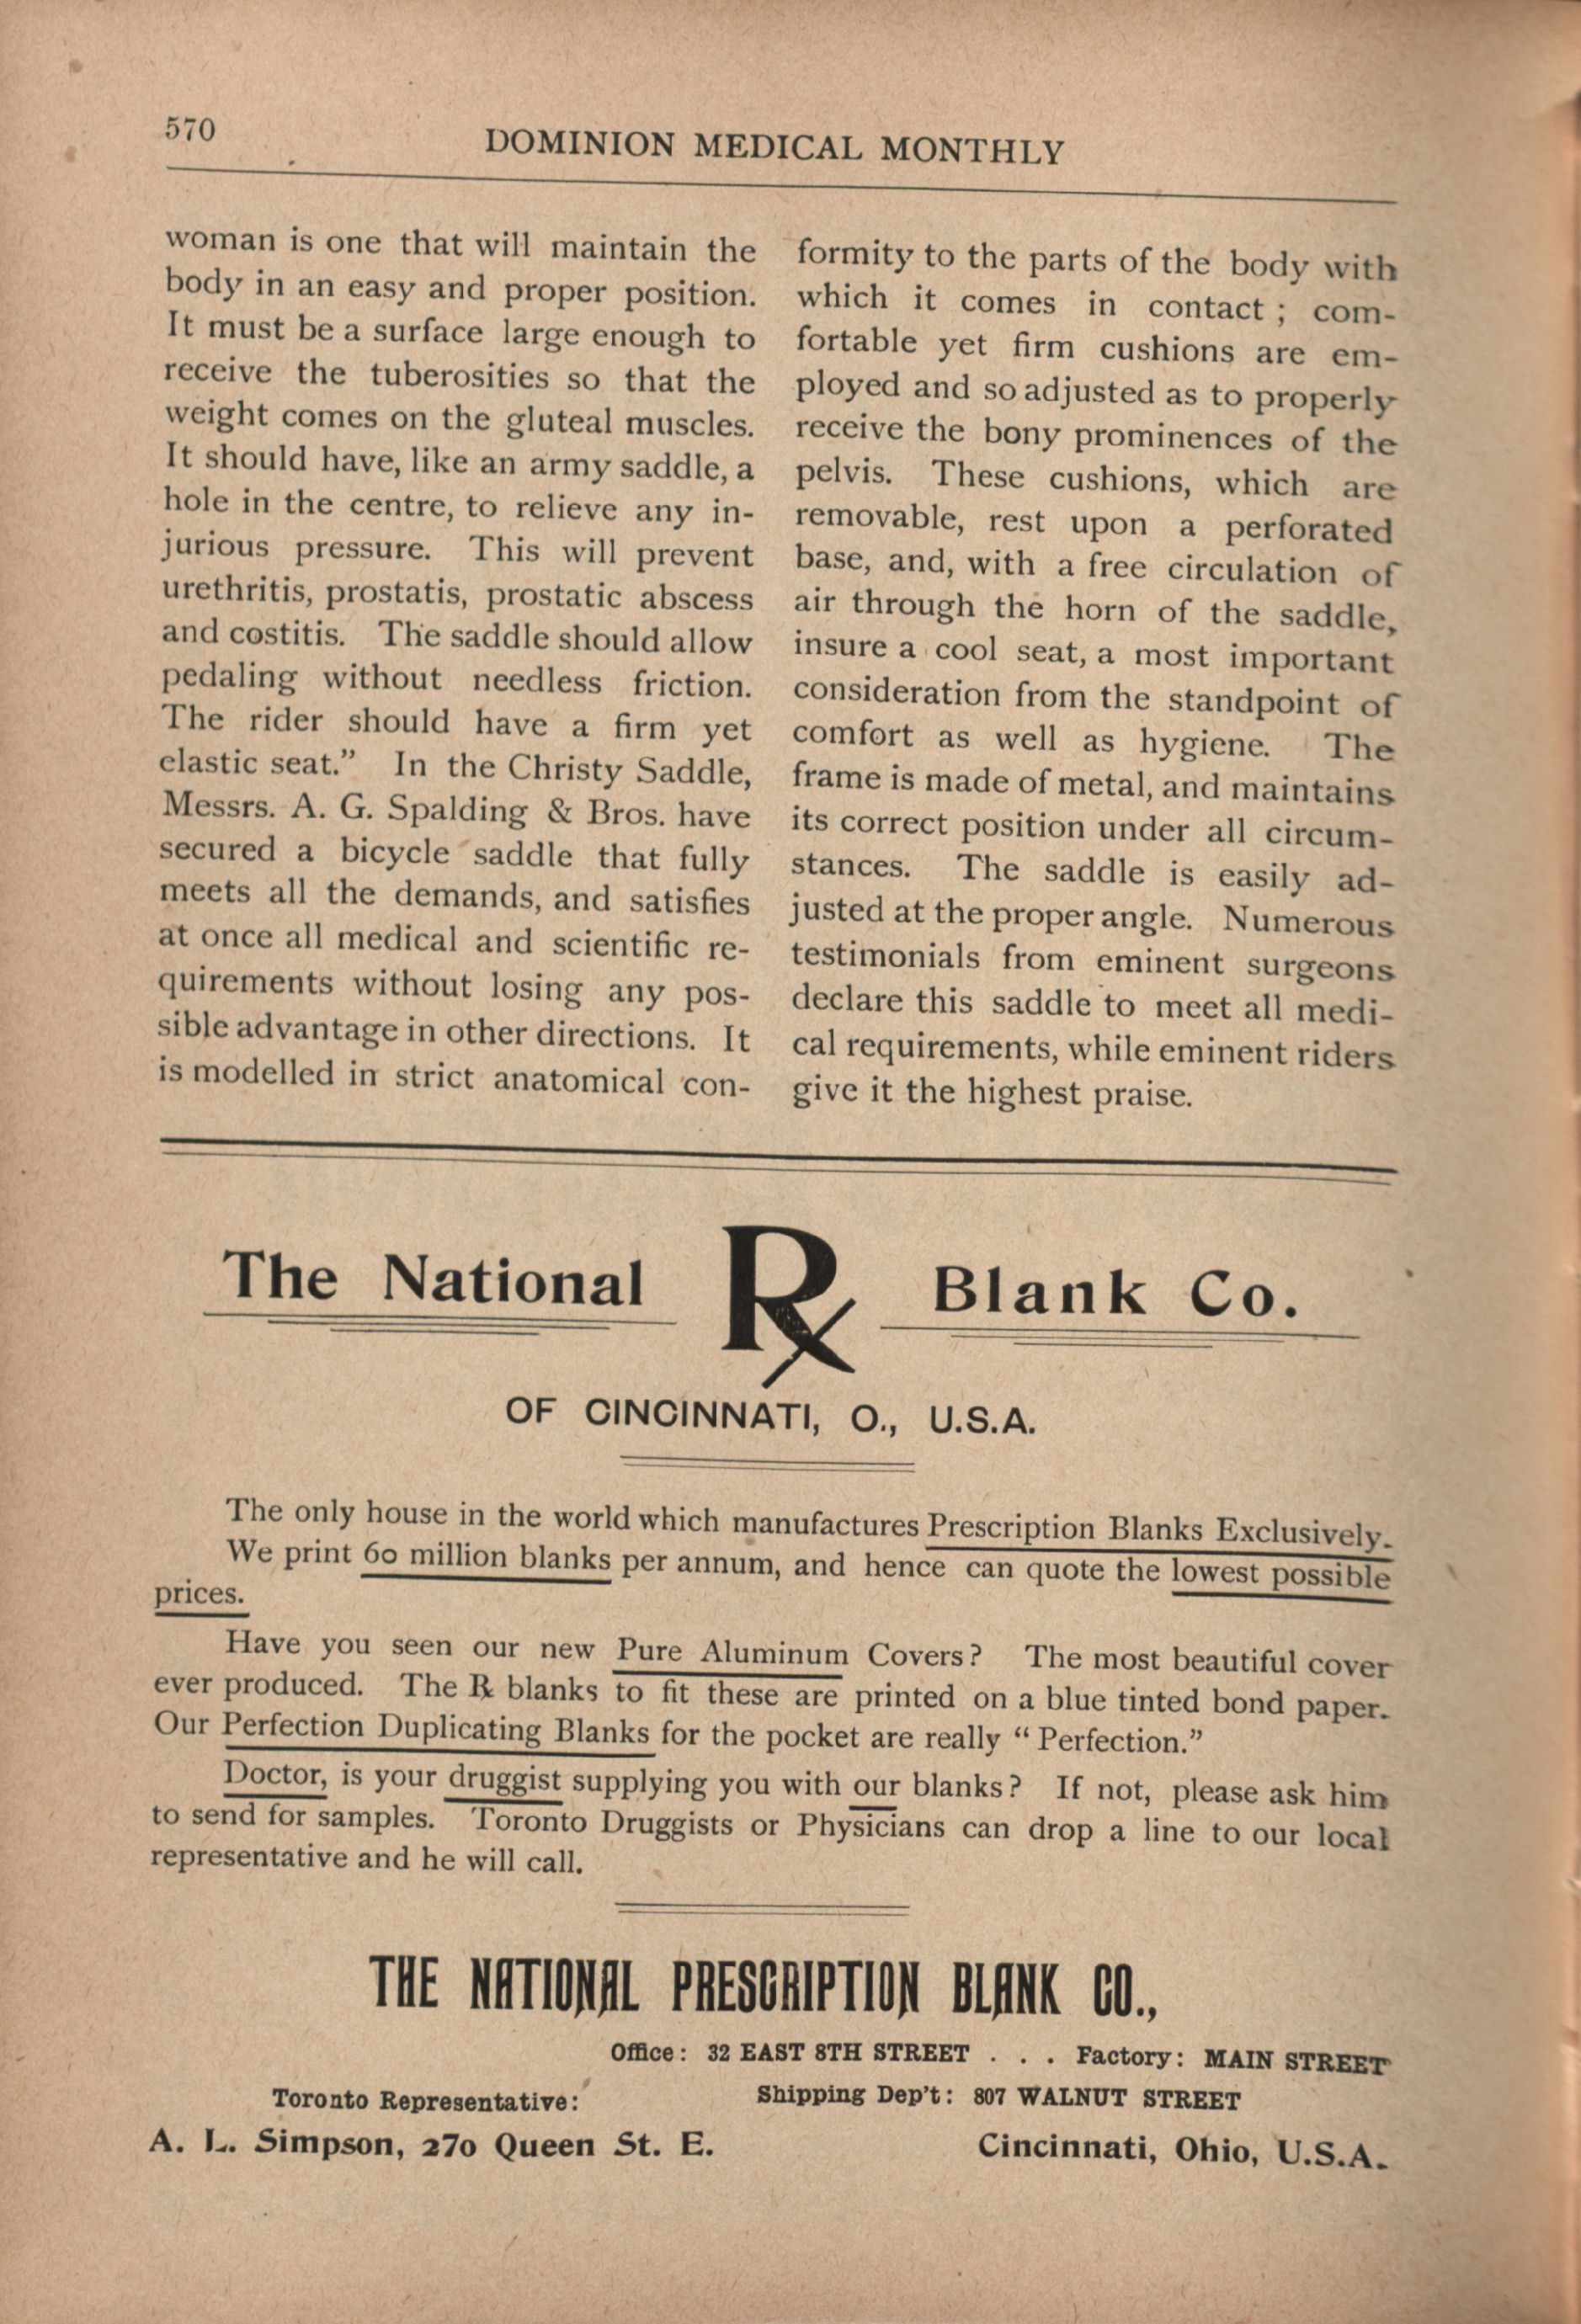 570
DOMINION MEDICAL MONTHLY
woman is one that will maintain the
body in an easy and proper position.
It must be a surface large enough to
receive the tuberosities so that the
weight comes on the gluteal muscles.
It should have, like an army saddle, a
hole in the centre, to relieve any in-
jurious pressure. This will prevent
urethritis, prostatis, prostatic abscess
and costitis. The saddle should allow
pedaling without needless friction.
The rider should have a firm yet
elastic seat.” In the Christy Saddle,
Messrs. A. G. Spalding & Bros. have
secured a bicycle saddle that fully
meets all the demands, and satisfies
at once all medical and scientific re-
quirements without losing any pos-
sible advantage in other directions. It
is modelled in strict anatomical con-
formity to the parts of the body with
which it comes in contact ; com-
fortable yet firm cushions are em-
ployed and so adjusted as to properly
receive the bony prominences of the
pelvis. These cushions, which are
removable, rest upon a perforated
base, and, with a free circulation of
air through the horn of the saddle,
insure a cool seat, a most important
consideration from the standpoint of
comfort as well as hygiene. The
frame is made of metal, and maintains
its correct position under all circum-
stances. The saddle is easily ad-
justed at the proper angle. Numerous
testimonials from eminent surgeons
declare this saddle to meet all medi-
cal requirements, while eminent riders
give it the highest praise.
The National ℞ Blank Co.
OF CINCINNATI, O., U.S.A.
The only house in the world which manufactures Prescription Blanks Exclusively.
We print 60 million blanks per annum, and hence can quote the lowest possible
prices.
Have you seen our new Pure Aluminum Covers? The most beautiful cover
ever produced. The ℞ blanks to fit these are printed on a blue tinted bond paper.
Our Perfection Duplicating Blanks for the pocket are really “Perfection.”
Doctor, is your druggist supplying you with our blanks? If not, please ask him
to send for samples. Toronto Druggists or Physicians can drop a line to our local
representative and he will call.
THE NATIONAL PRESCRIPTION BLANK CO.,
Office: 32 EAST 8TH STREET . . . Factory: MAIN STREET
Toronto Representative: Shipping Dep't: 807 WALNUT STREET
A. L. Simpson, 270 Queen St. E. Cincinnati, Ohio, U.S.A.